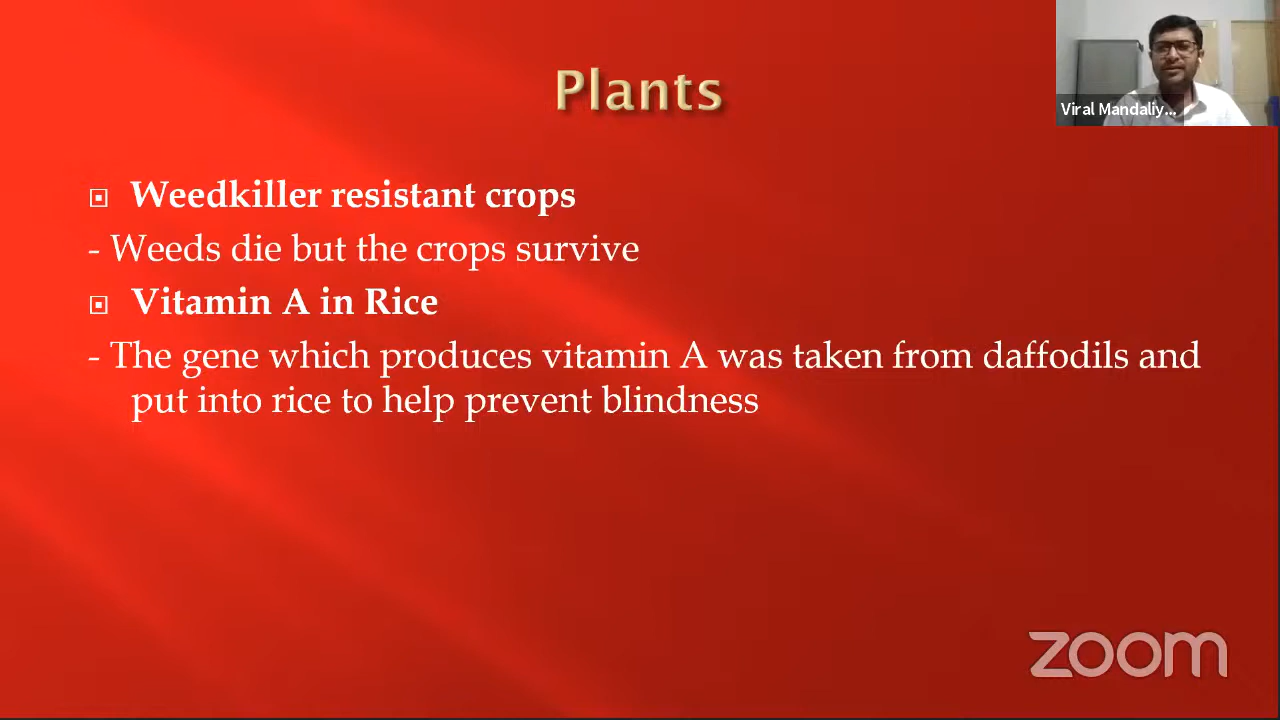 Plants
Viral Mandaliy...
Weedkiller resistant crops
- Weeds die but the crops survive
Vitamin A in Rice
- The gene which produces vitamin A was taken from daffodils and
put into rice to help prevent blindness
zoom